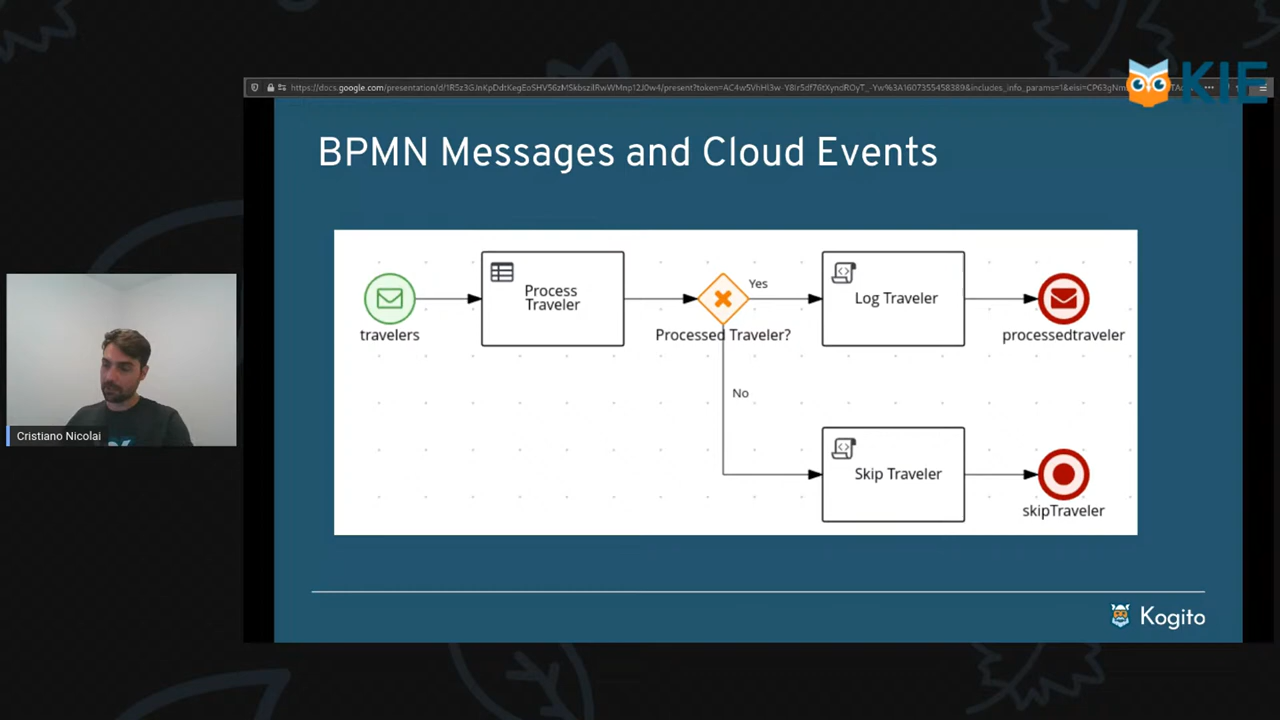 KIE
BPMN Messages and Cloud Events
Process
Traveler
Yes
Log Traveler
travelers
Processed Traveler?
processedtraveler
No
Skip Traveler
skipTraveler
Cristiano Nicolai
Kogito